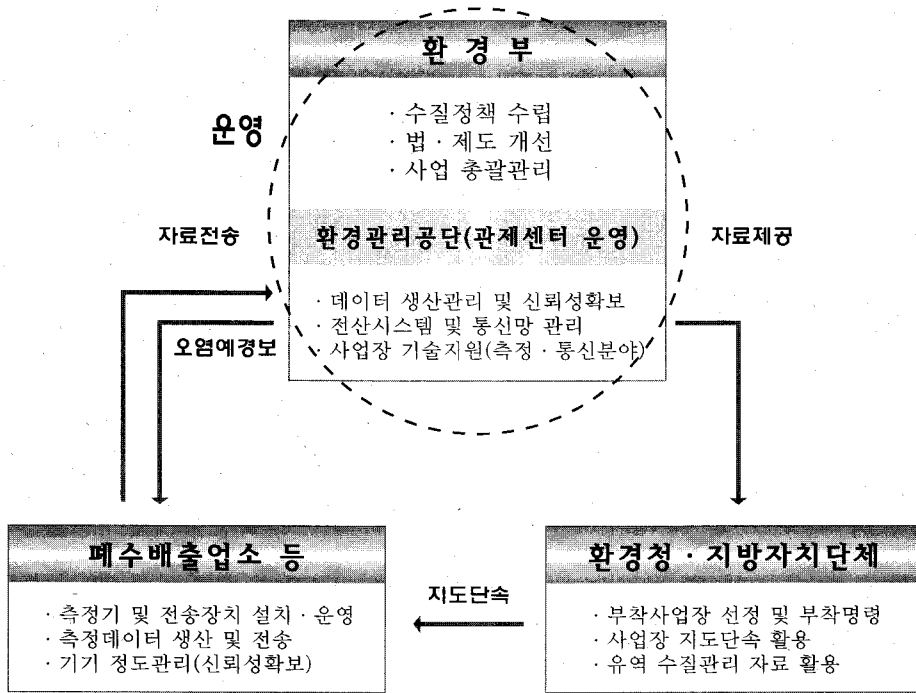 환 경 부
· 수질정책 수립
· 법 · 제도 개선
· 사업 총괄관리
운영
환경관리공단(관제센터 운영)
자료전송
자료제공
· 데이터 생산관리 및 신뢰성확보
· 전산시스템 및 통신망 관리
· 사업장 기술지원(측정 · 통신분야)
오염예경보
폐수배출업소 등
· 측정기 및 전송장치 설치 · 운영
· 측정데이터 생산 및 전송
· 기기 정도관리(신뢰성확보)
지도단속
환경청 · 지방자치단체
· 부착사업장 선정 및 부착명령
· 사업장 지도단속 활용
· 유역 수질관리 자료 활용